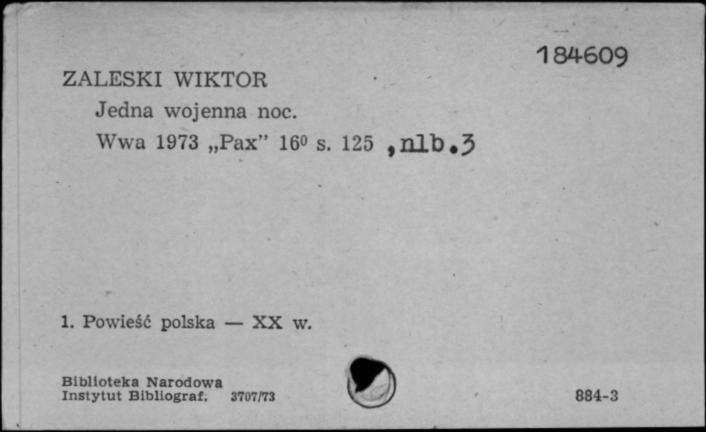 184609
ZALESKI WIKTOR
Jedna wojenna noc.
Wwa 1973 „Pax” 16⁰ s. 125 , nlb.3
1. Powieść polska — XX w.
Biblioteka Narodowa
Instytut Bibliograf. 3707/73
884-3